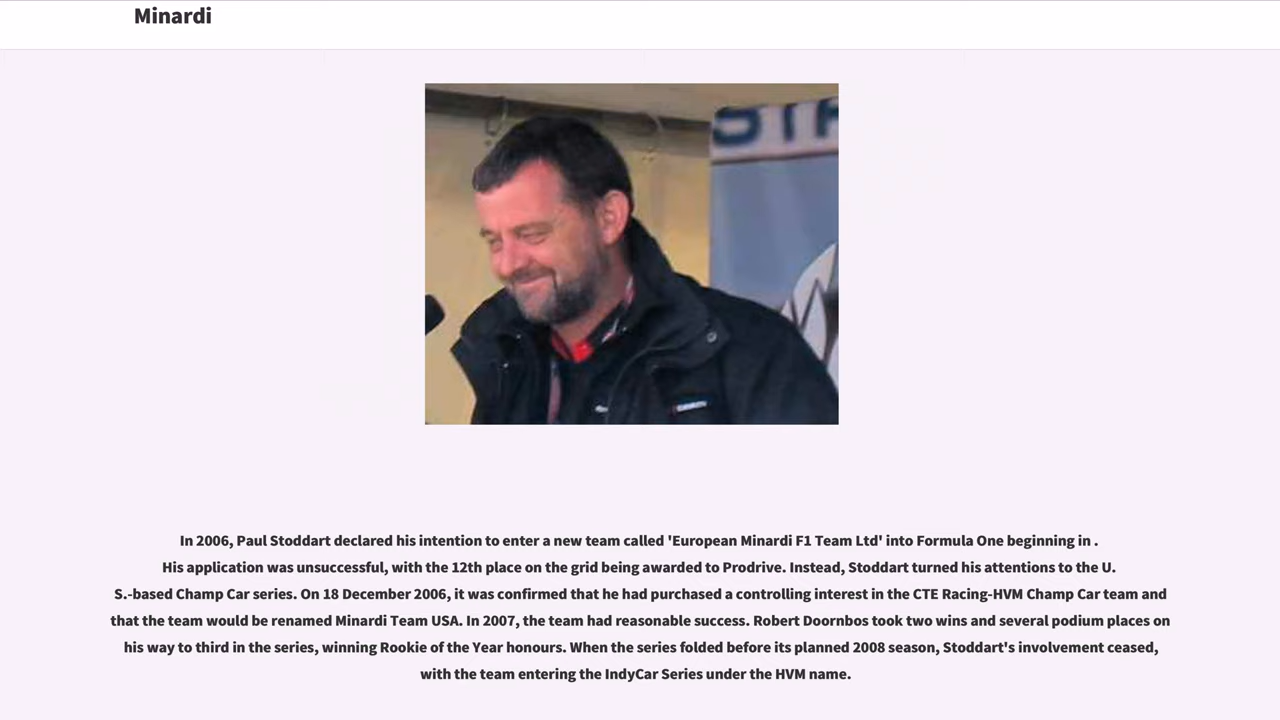 Minardi
STA
In 2006, Paul Stoddart declared his intention to enter a new team called 'European Minardi F1 Team Ltd' into Formula One beginning in .
His application was unsuccessful, with the 12th place on the grid being awarded to Prodrive. Instead, Stoddart turned his attentions to the U.
S.-based Champ Car series. On 18 December 2006, it was confirmed that he had purchased a controlling interest in the CTE Racing-HVM Champ Car team and
that the team would be renamed Minardi Team USA. In 2007, the team had reasonable success. Robert Doornbos took two wins and several podium places on
his way to third in the series, winning Rookie of the Year honours. When the series folded before its planned 2008 season, Stoddart's involvement ceased,
with the team entering the IndyCar Series under the HVM name.